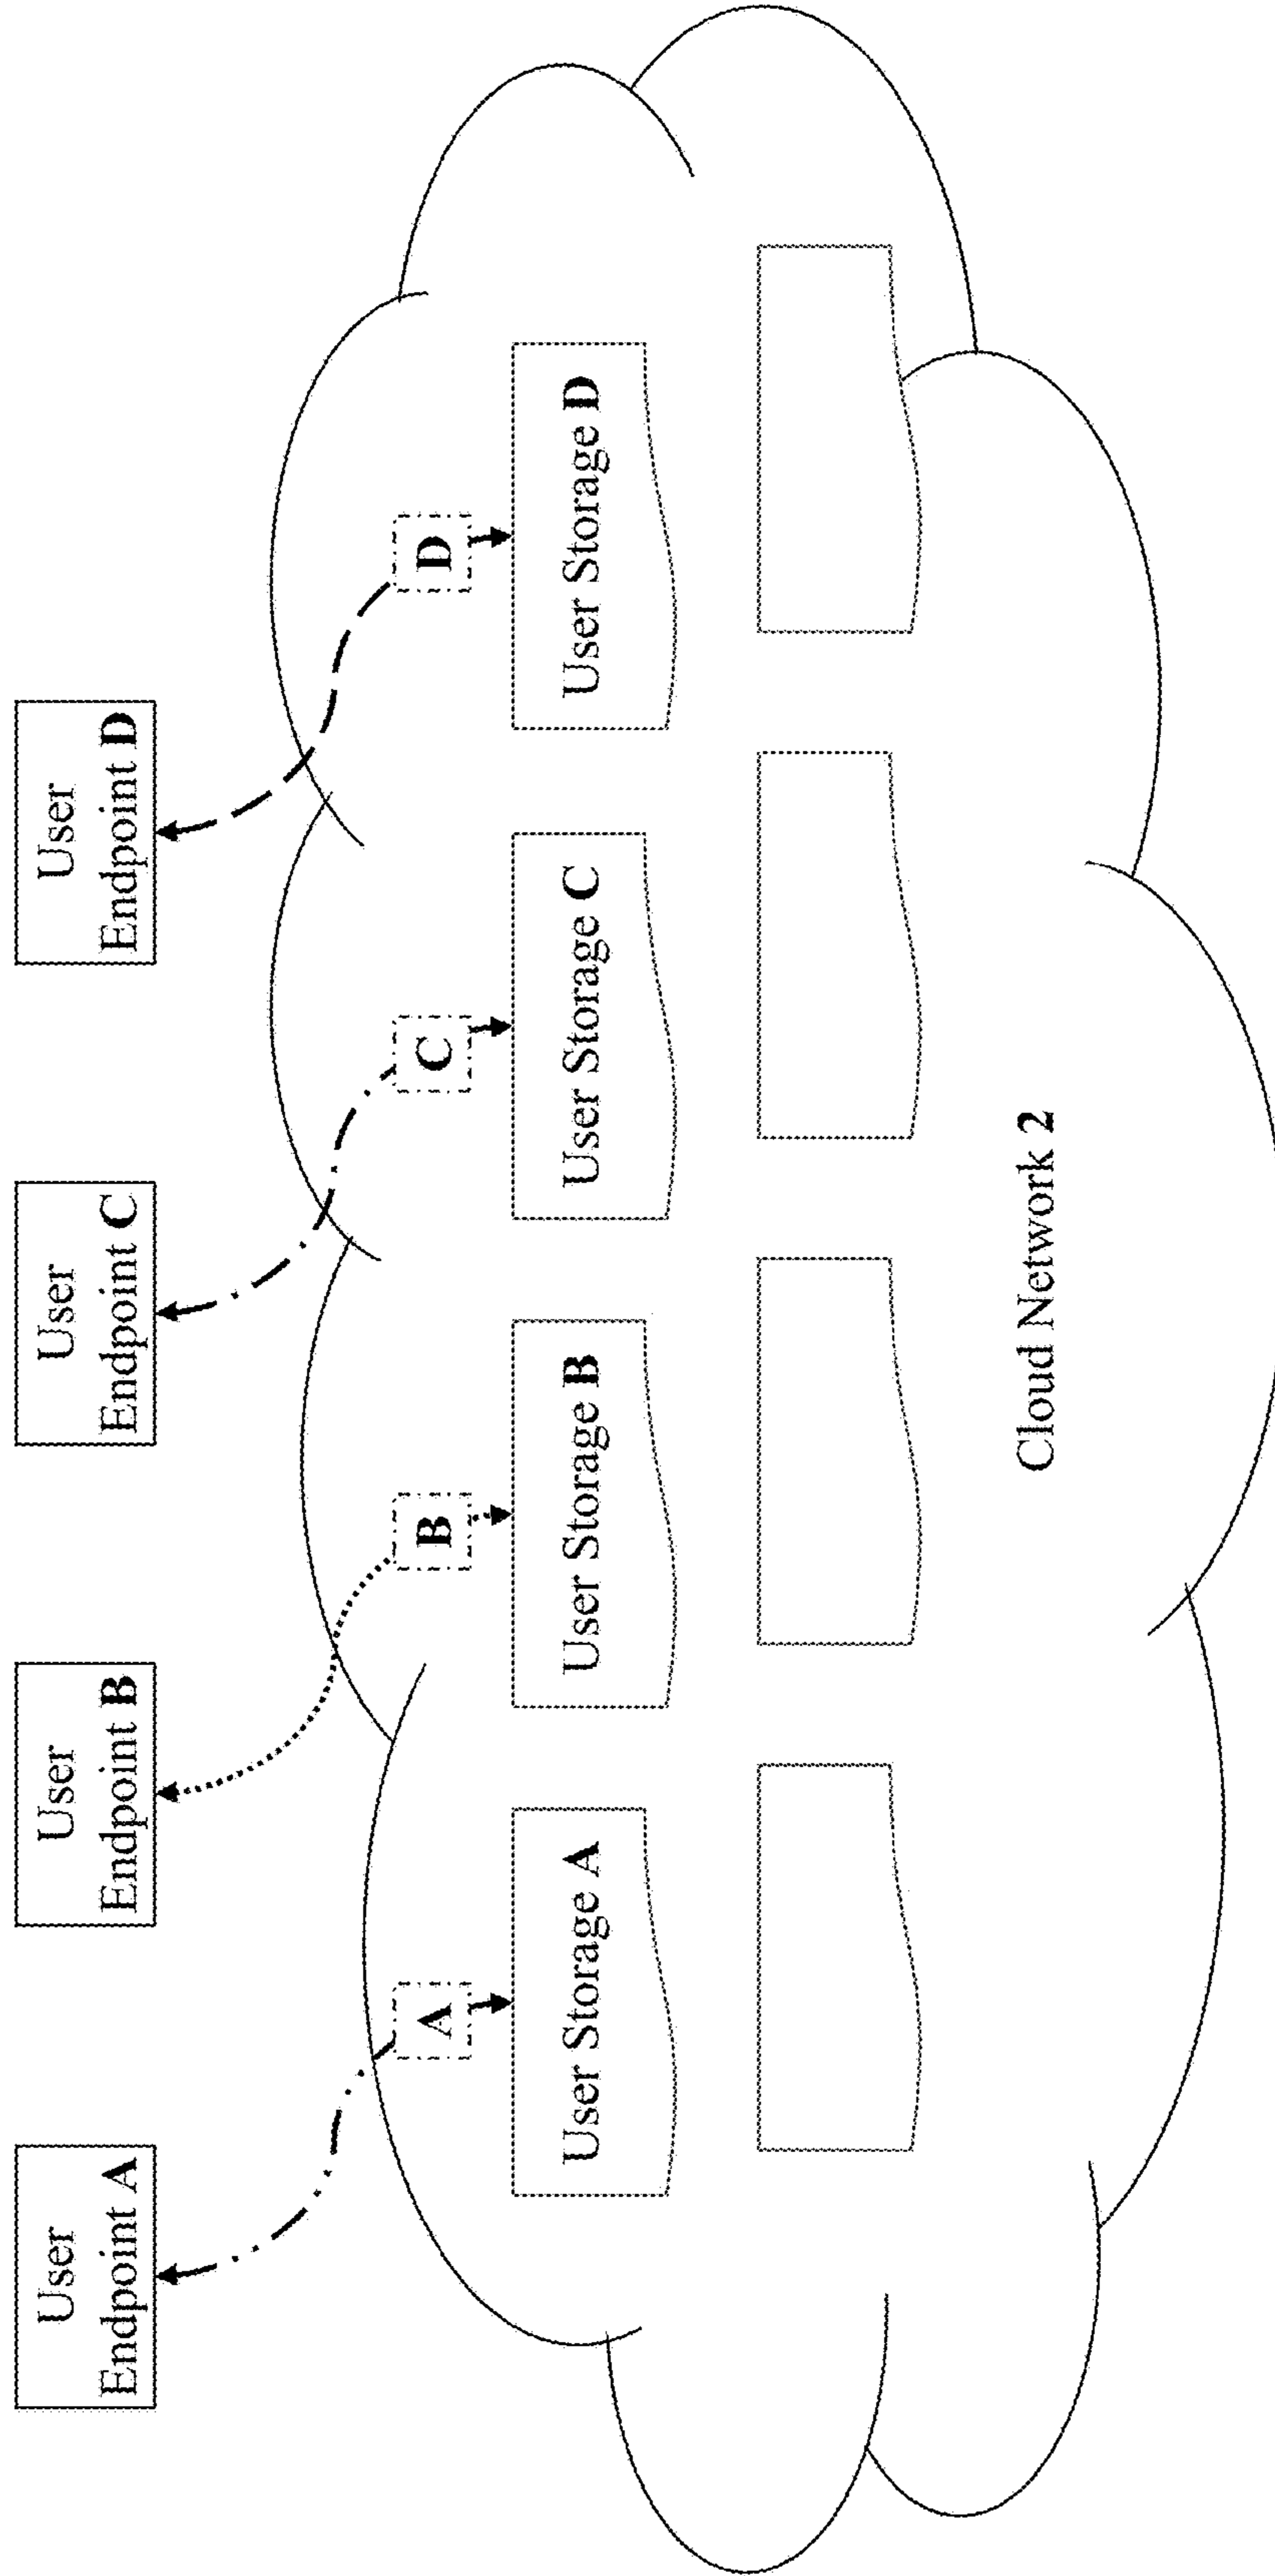 User
Endpoint A
User
Endpoint B
User
Endpoint C
User
Endpoint D
A
B
C
D
User Storage A
User Storage B
User Storage C
User Storage D
Cloud Network 2